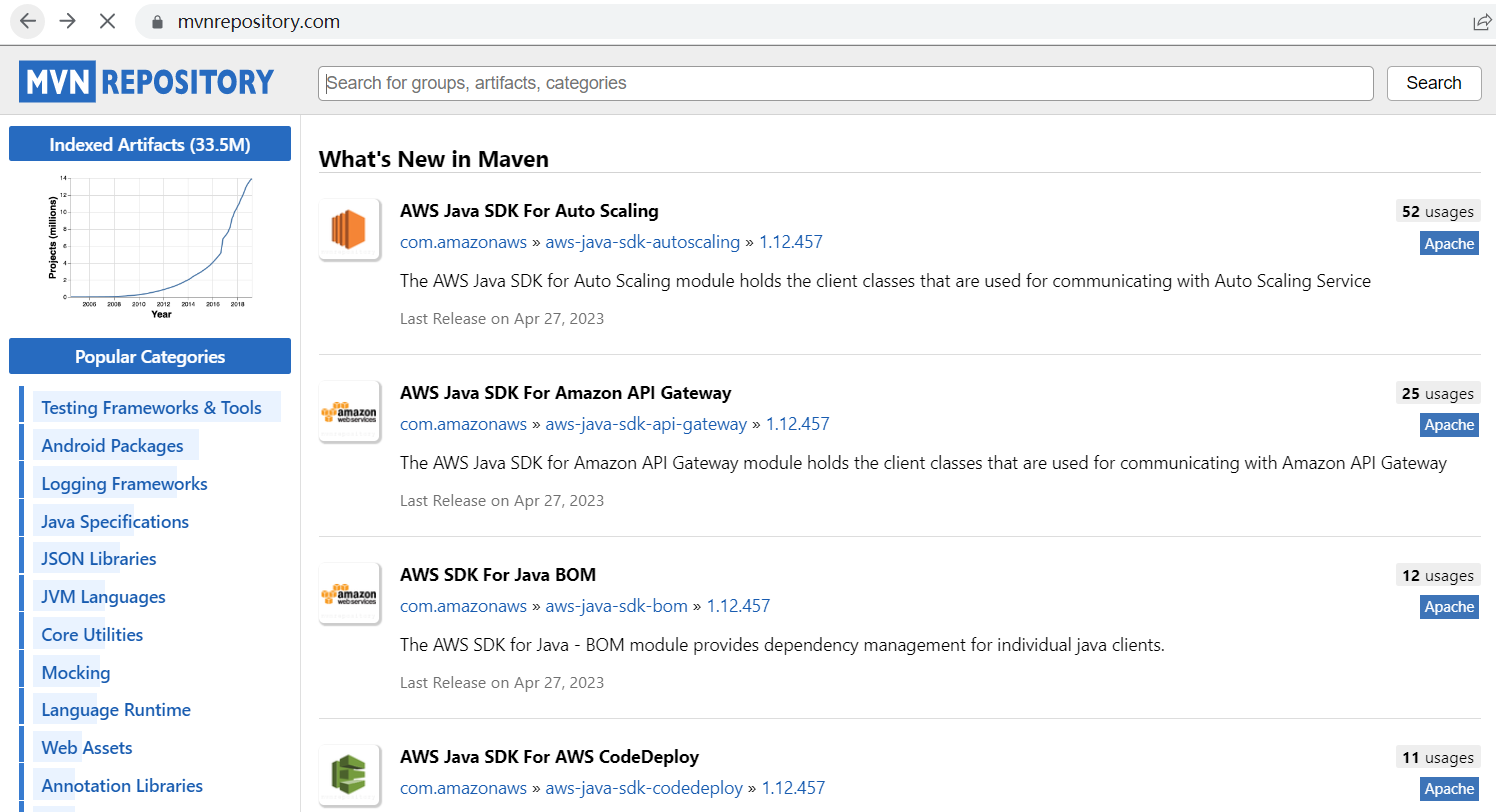 mvnrepository.com
MVN REPOSITORY
Search for groups, artifacts, categories
Search
Indexed Artifacts (33.5M)
Projects (millions)
14
12
10
8
6
4
2
0
2006 2008 2010 2012 2014 2016 2018
Year
Popular Categories
Testing Frameworks & Tools
Android Packages
Logging Frameworks
Java Specifications
JSON Libraries
JVM Languages
Core Utilities
Mocking
Language Runtime
Web Assets
Annotation Libraries
What's New in Maven
AWS Java SDK For Auto Scaling
52 usages
com.amazonaws » aws-java-sdk-autoscaling » 1.12.457
Apache
The AWS Java SDK for Auto Scaling module holds the client classes that are used for communicating with Auto Scaling Service
Last Release on Apr 27, 2023
amazon
webservices
AWS Java SDK For Amazon API Gateway
25 usages
com.amazonaws » aws-java-sdk-api-gateway » 1.12.457
Apache
The AWS Java SDK for Amazon API Gateway module holds the client classes that are used for communicating with Amazon API Gateway
Last Release on Apr 27, 2023
amazon
webservices
AWS SDK For Java BOM
12 usages
com.amazonaws » aws-java-sdk-bom » 1.12.457
Apache
The AWS SDK for Java - BOM module provides dependency management for individual java clients.
Last Release on Apr 27, 2023
AWS Java SDK For AWS CodeDeploy
11 usages
com.amazonaws » aws-java-sdk-codedeploy » 1.12.457
Apache